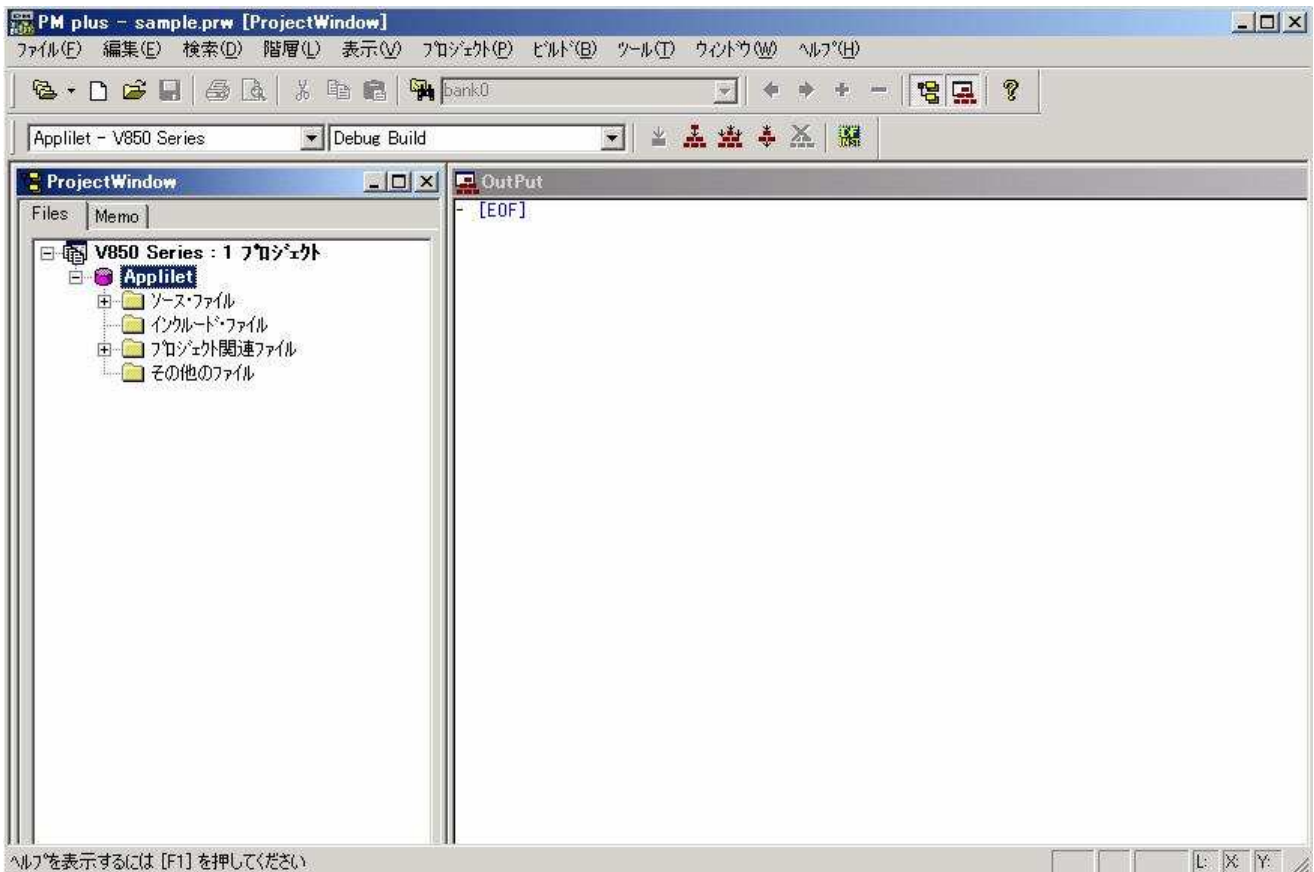 PM plus - sample.prw [ProjectWindow]
ﾌｧｲﾙ(F) 編集(E) 検索(D) 階層(L) 表示(V) ﾌﾟﾛｼﾞｪｸﾄ(P) ﾋﾞﾙﾄﾞ(B) ﾂｰﾙ(T) ｳｨﾝﾄﾞｳ(W) ﾍﾙﾌﾟ(H)
bank0
Applilet - V850 Series Debug Build
ProjectWindow
Files Memo
V850 Series : 1 ﾌﾟﾛｼﾞｪｸﾄ
Applilet
ｿｰｽ･ﾌｧｲﾙ
ｲﾝｸﾙｰﾄﾞ･ﾌｧｲﾙ
ﾌﾟﾛｼﾞｪｸﾄ関連ﾌｧｲﾙ
その他のﾌｧｲﾙ
OutPut
- [EOF]
ﾍﾙﾌﾟを表示するには [F1] を押してください
L: X: Y: